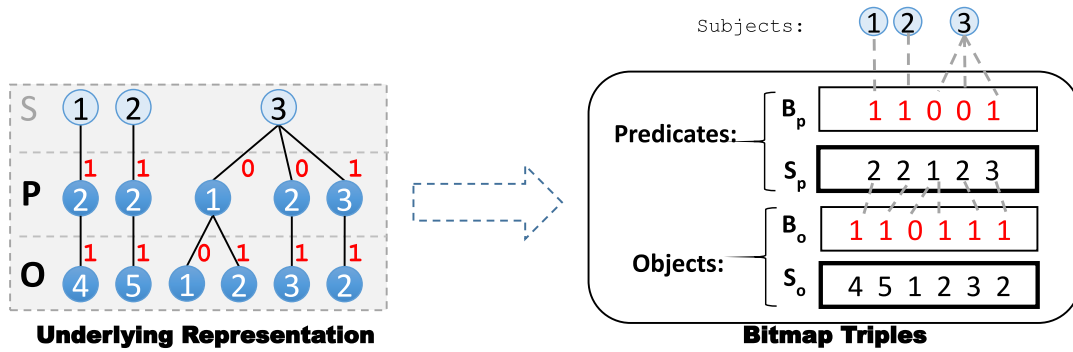 S 1 2 3
1 1 0 0 1
P 2 2 1 2 3
1 1 0 1 1 1
O 4 5 1 2 3 2
Underlying Representation
Subjects: 1 2 3
Predicates:
Bp 1 1 0 0 1
Sp 2 2 1 2 3
Objects:
Bo 1 1 0 1 1 1
So 4 5 1 2 3 2
Bitmap Triples